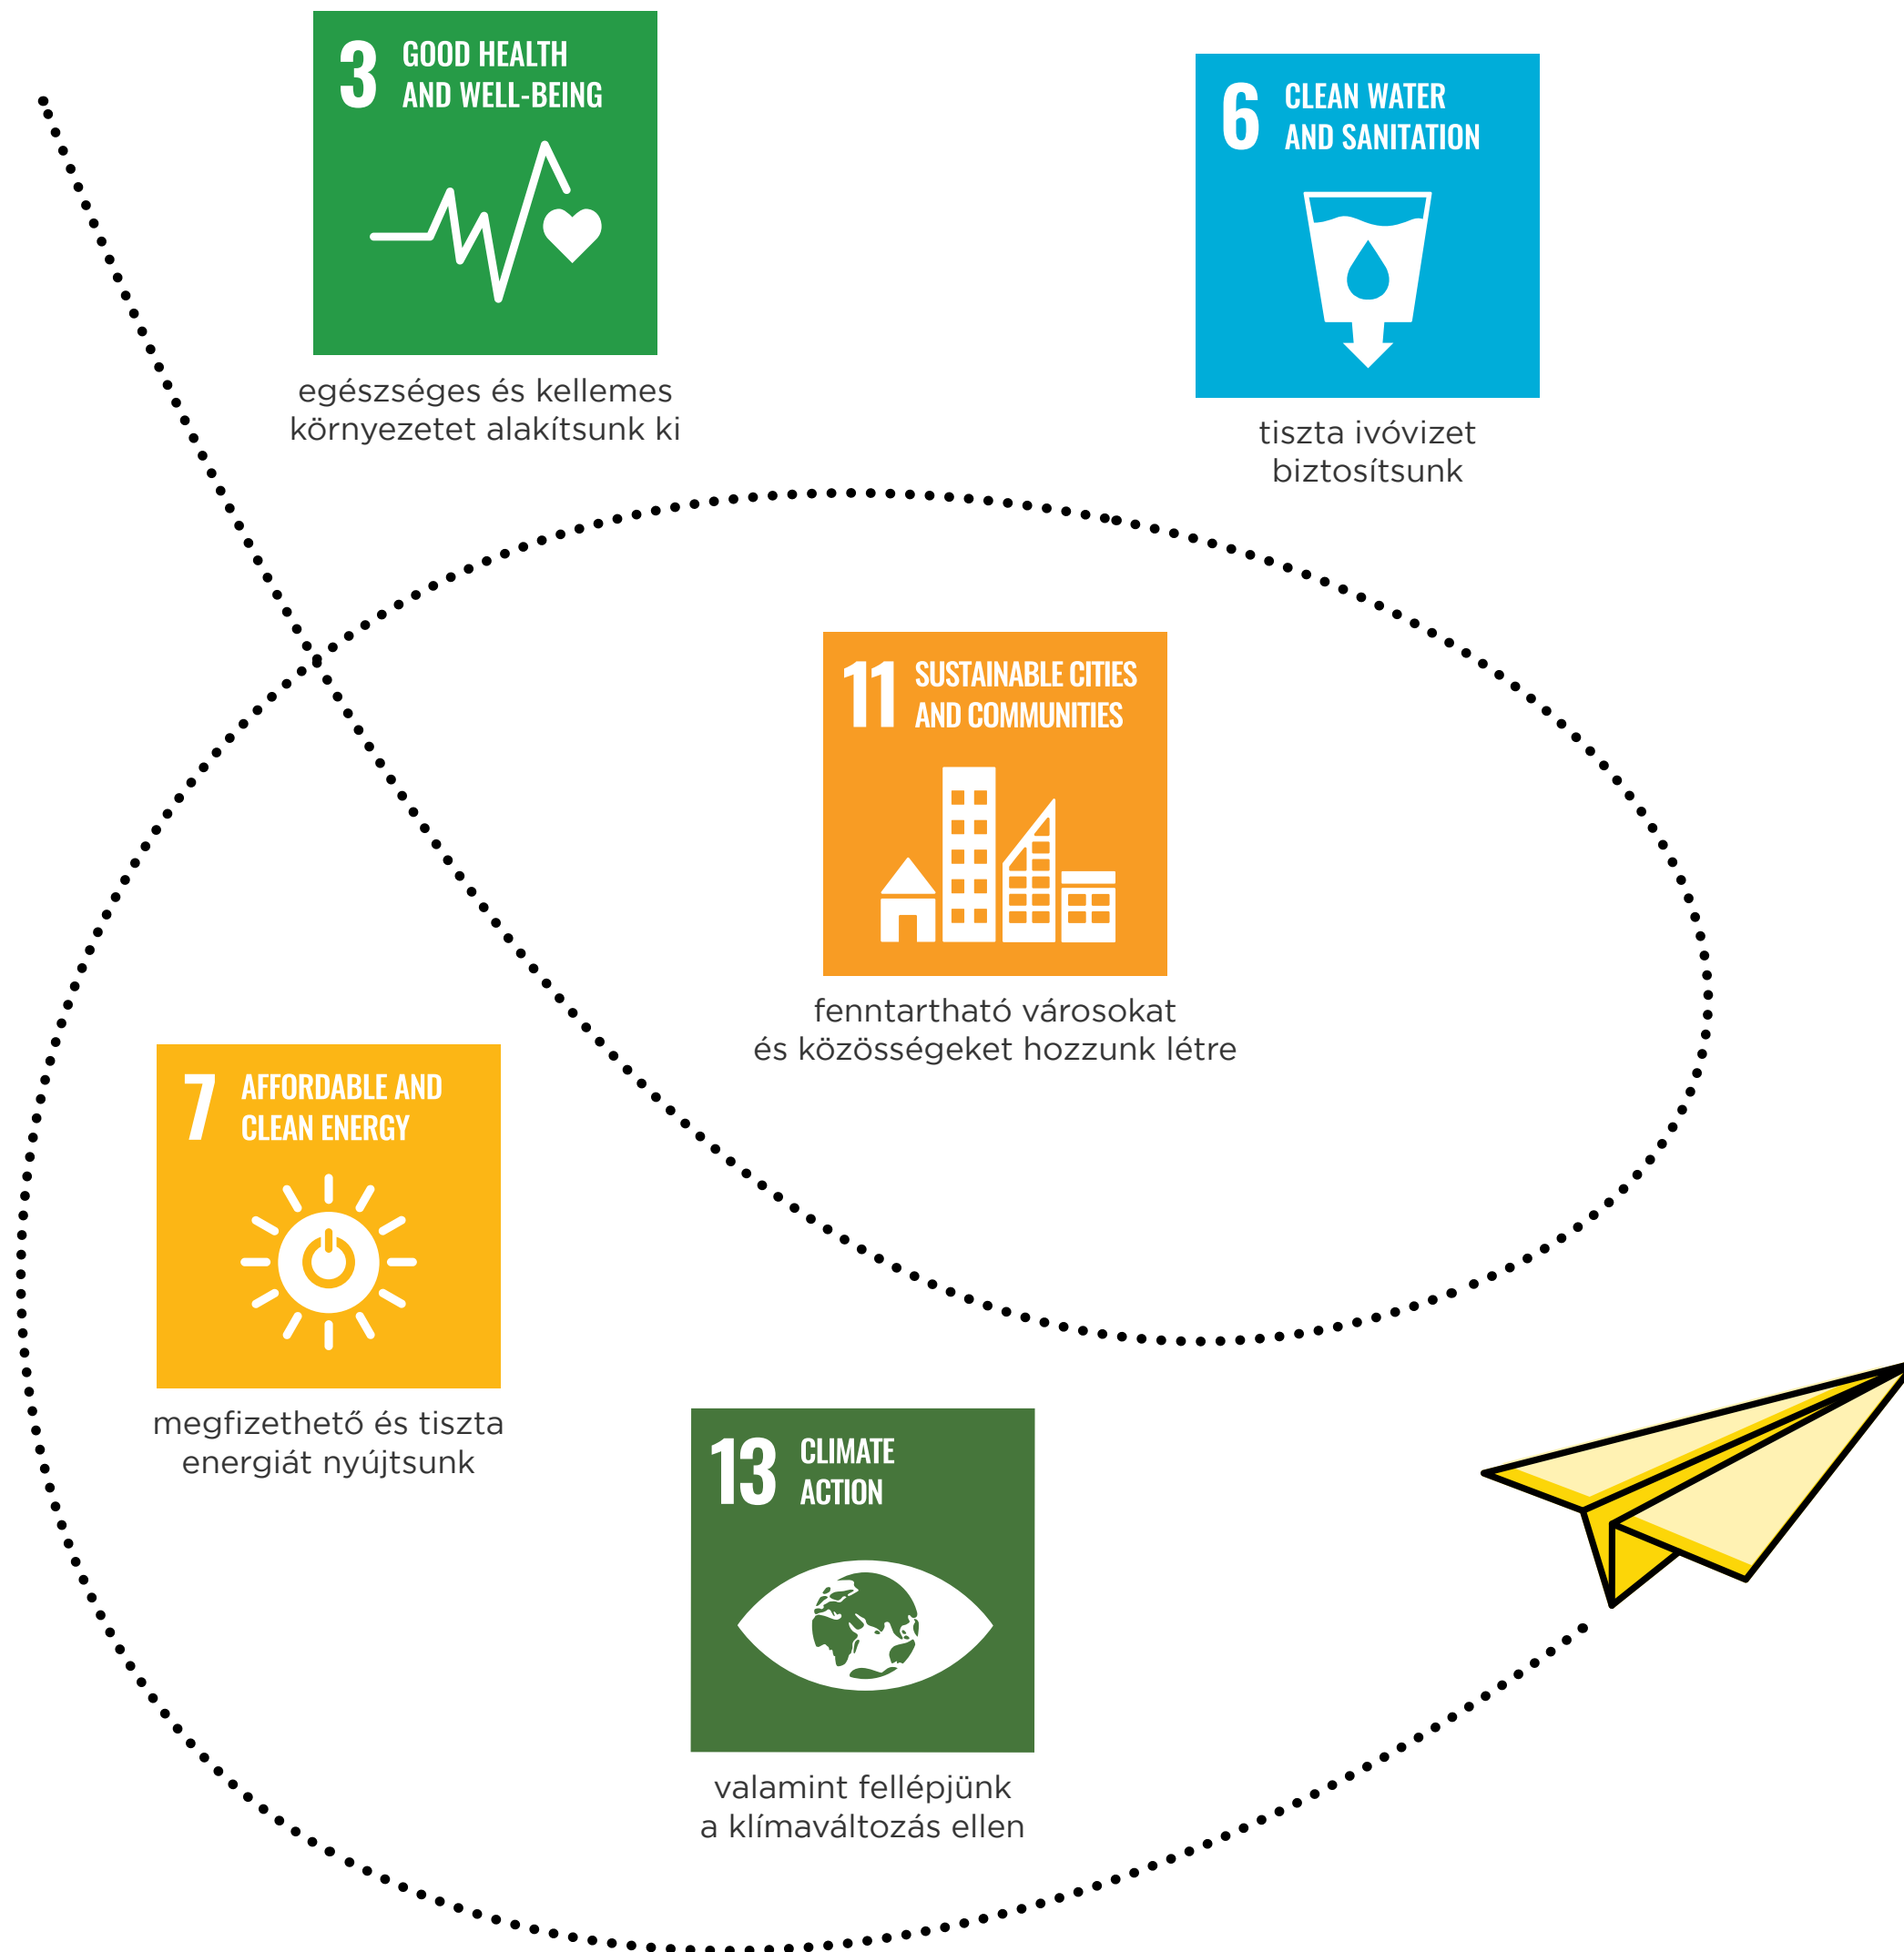 3 GOOD HEALTH
AND WELL-BEING
egészséges és kellemes
környezetet alakítsunk ki
6 CLEAN WATER
AND SANITATION
tiszta ivóvizet
biztosítsunk
11 SUSTAINABLE CITIES
AND COMMUNITIES
fenntartható városokat
és közösségeket hozzunk létre
7 AFFORDABLE AND
CLEAN ENERGY
megfizethető és tiszta
energiát nyújtsunk
13 CLIMATE
ACTION
valamint fellépjünk
a klímaváltozás ellen